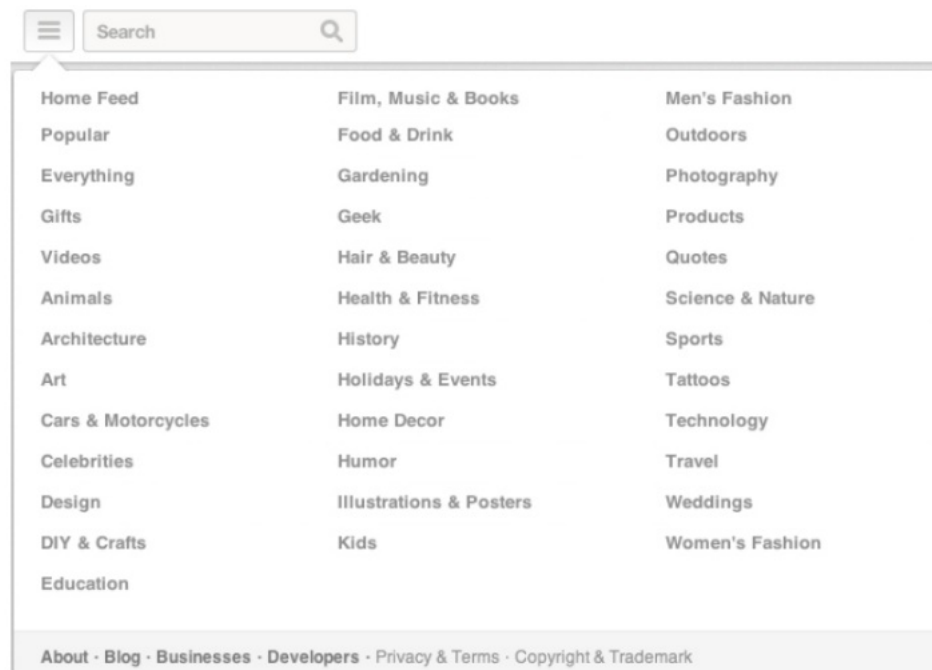 Search
Home Feed
Popular
Everything
Gifts
Videos
Animals
Architecture
Art
Cars & Motorcycles
Celebrities
Design
DIY & Crafts
Education
Film, Music & Books
Food & Drink
Gardening
Geek
Hair & Beauty
Health & Fitness
History
Holidays & Events
Home Decor
Humor
Illustrations & Posters
Kids
Men's Fashion
Outdoors
Photography
Products
Quotes
Science & Nature
Sports
Tattoos
Technology
Travel
Weddings
Women's Fashion
About · Blog · Businesses · Developers · Privacy & Terms · Copyright & Trademark